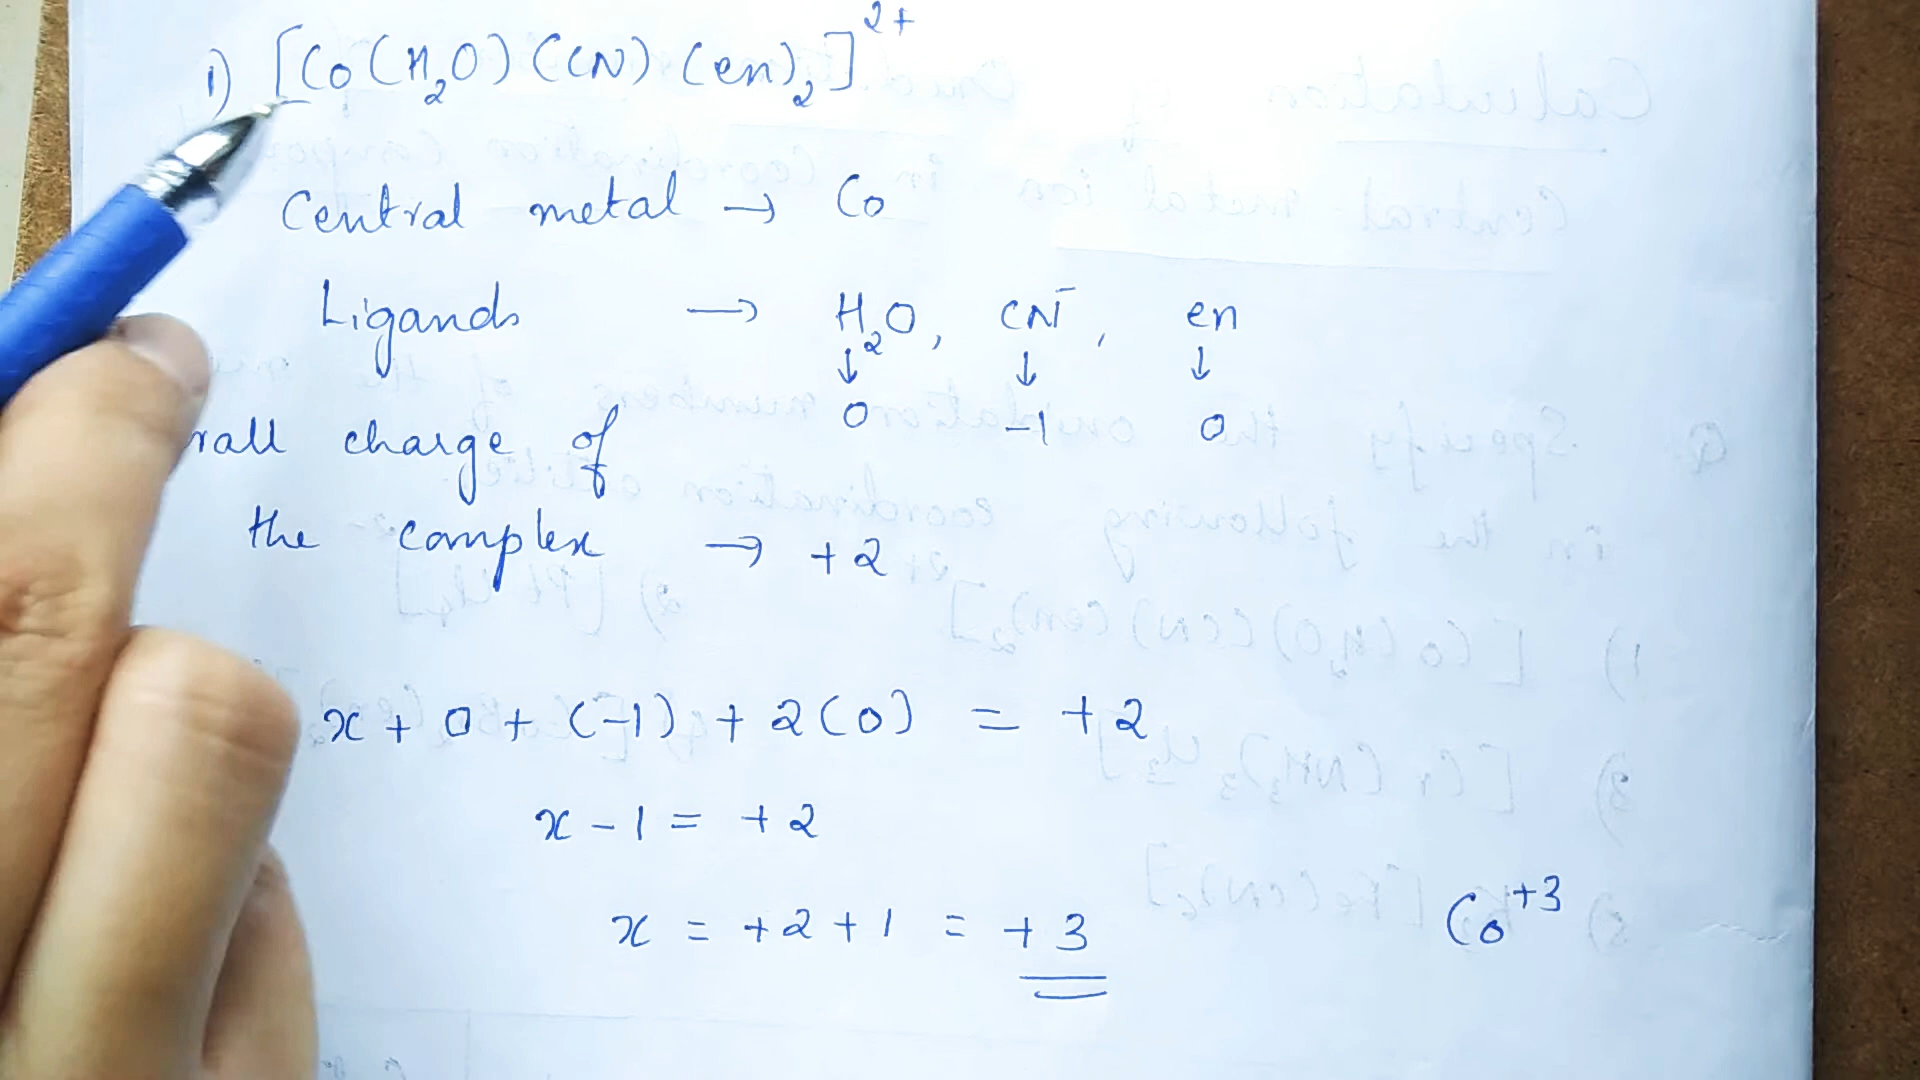 1) [Co(H₂O)(CN)(en)₂]²⁺
Central metal → Co
Ligands → H₂O, CN⁻, en
↓ ↓ ↓
0 -1 0
rall charge of
the complex → +2
x + 0 + (-1) + 2(0) = +2
x - 1 = +2
x = +2+1 = +3
Co⁺³